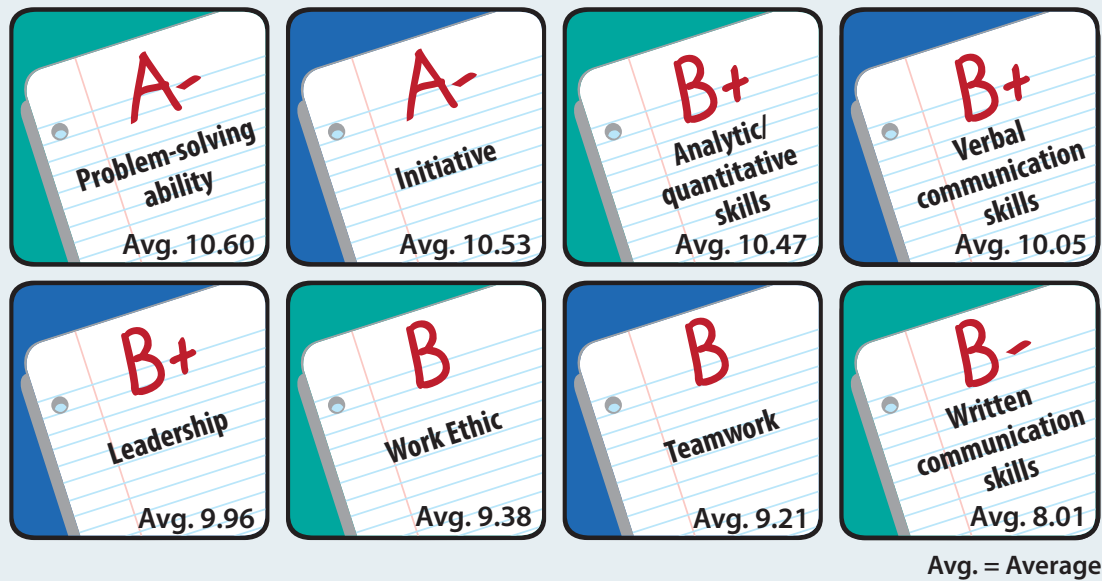 A-
Problem-solving
ability
Avg. 10.60
A-
Initiative
Avg. 10.53
B+
Analytic/
quantitative
skills
Avg. 10.47
B+
Verbal
communication
skills
Avg. 10.05
B+
Leadership
Avg. 9.96
B
Work Ethic
Avg. 9.38
B
Teamwork
Avg. 9.21
B-
Written
communication
skills
Avg. 8.01
Avg. = Average